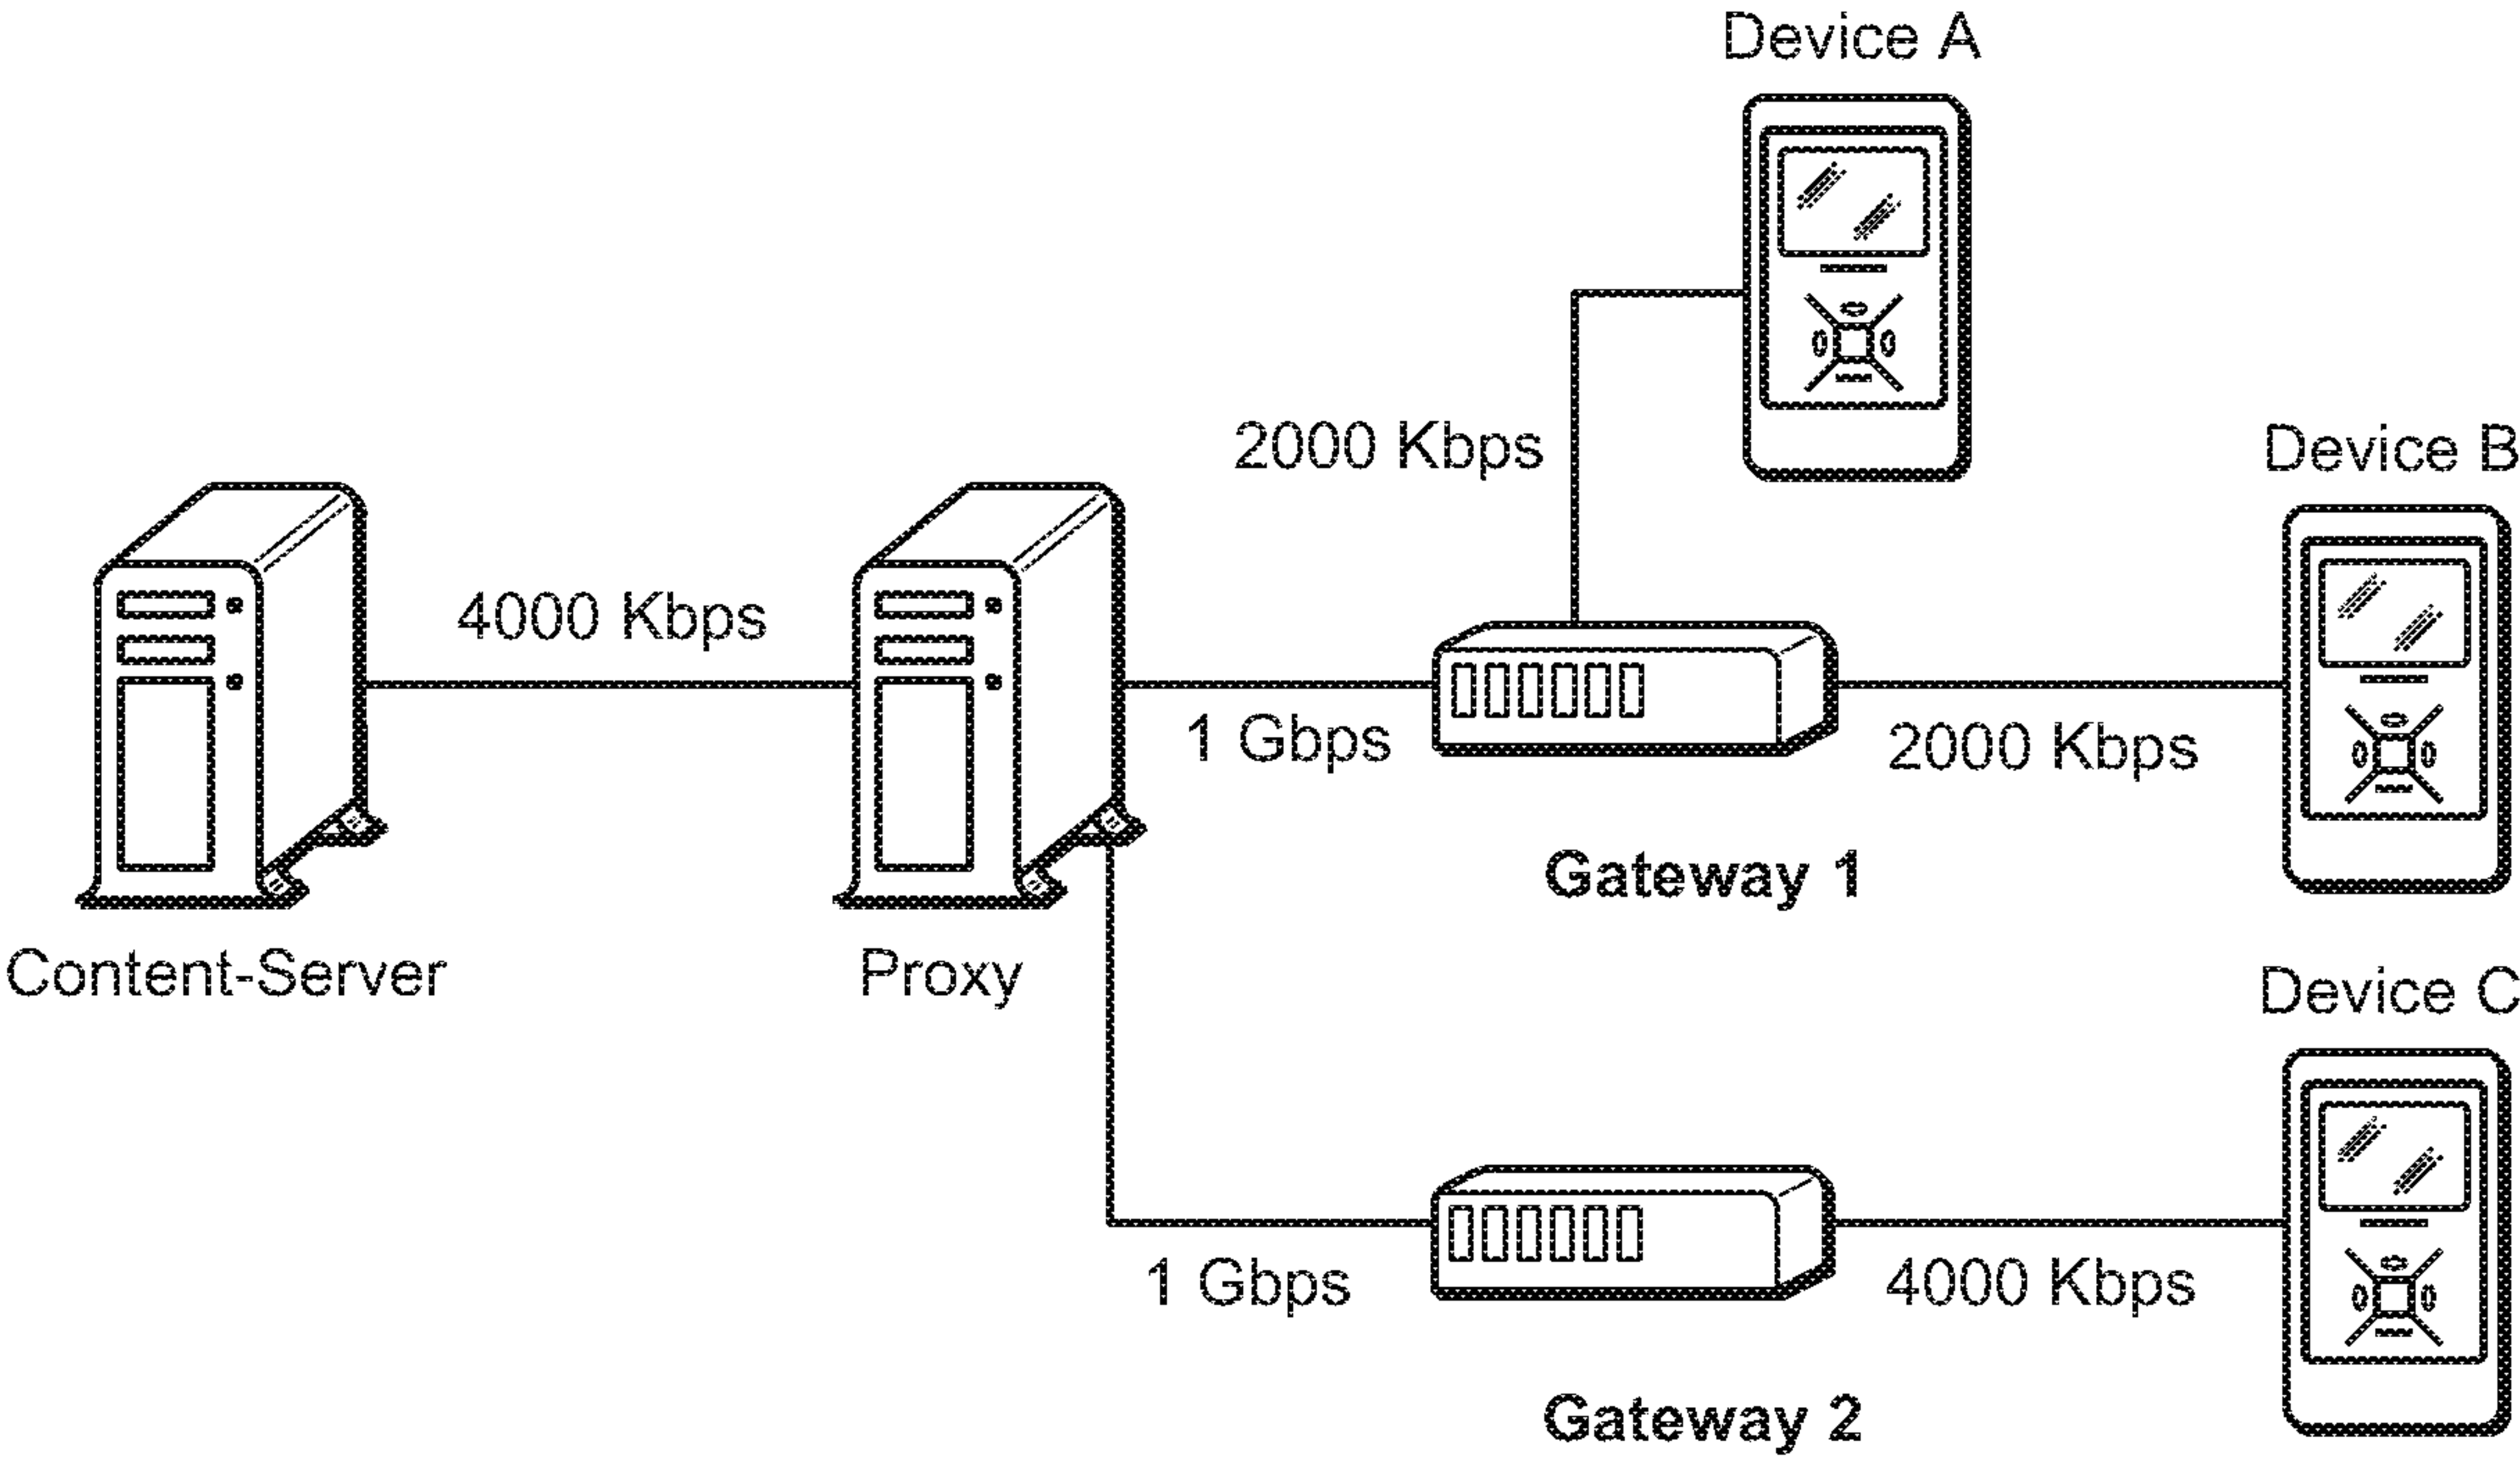 Device A
2000 Kbps
Device B
4000 Kbps
1 Gbps
2000 Kbps
Gateway 1
Content-Server
Proxy
Device C
1 Gbps
4000 Kbps
Gateway 2